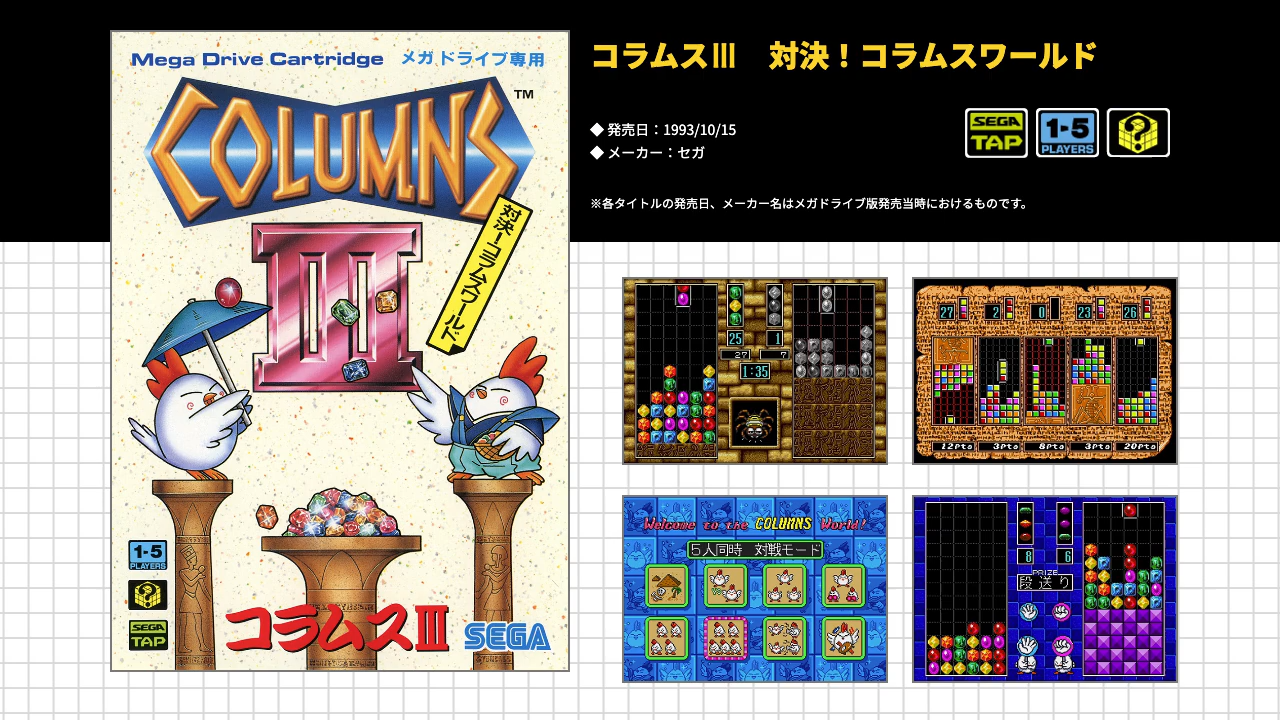 Mega Drive Cartridge メガドライブ専用
COLUMNS
TM
III
対決!コラムスワールド
1-5
PLAYERS
SEGA
TAP
コラムスⅢ
SEGA
コラムスⅢ 対決!コラムスワールド
◆ 発売日:1993/10/15
◆ メーカー:セガ
SEGA
TAP
1-5
PLAYERS
※各タイトルの発売日、メーカー名はメガドライブ版発売当時におけるものです。
25 1
27 7
1:35
27 2 0 23 26
12Pto 3Pto 8Pto 3Pto 20Pto
Welcome to the COLUMNS World!
5人同時 対戦モード
8 6
PRIZE
段送り